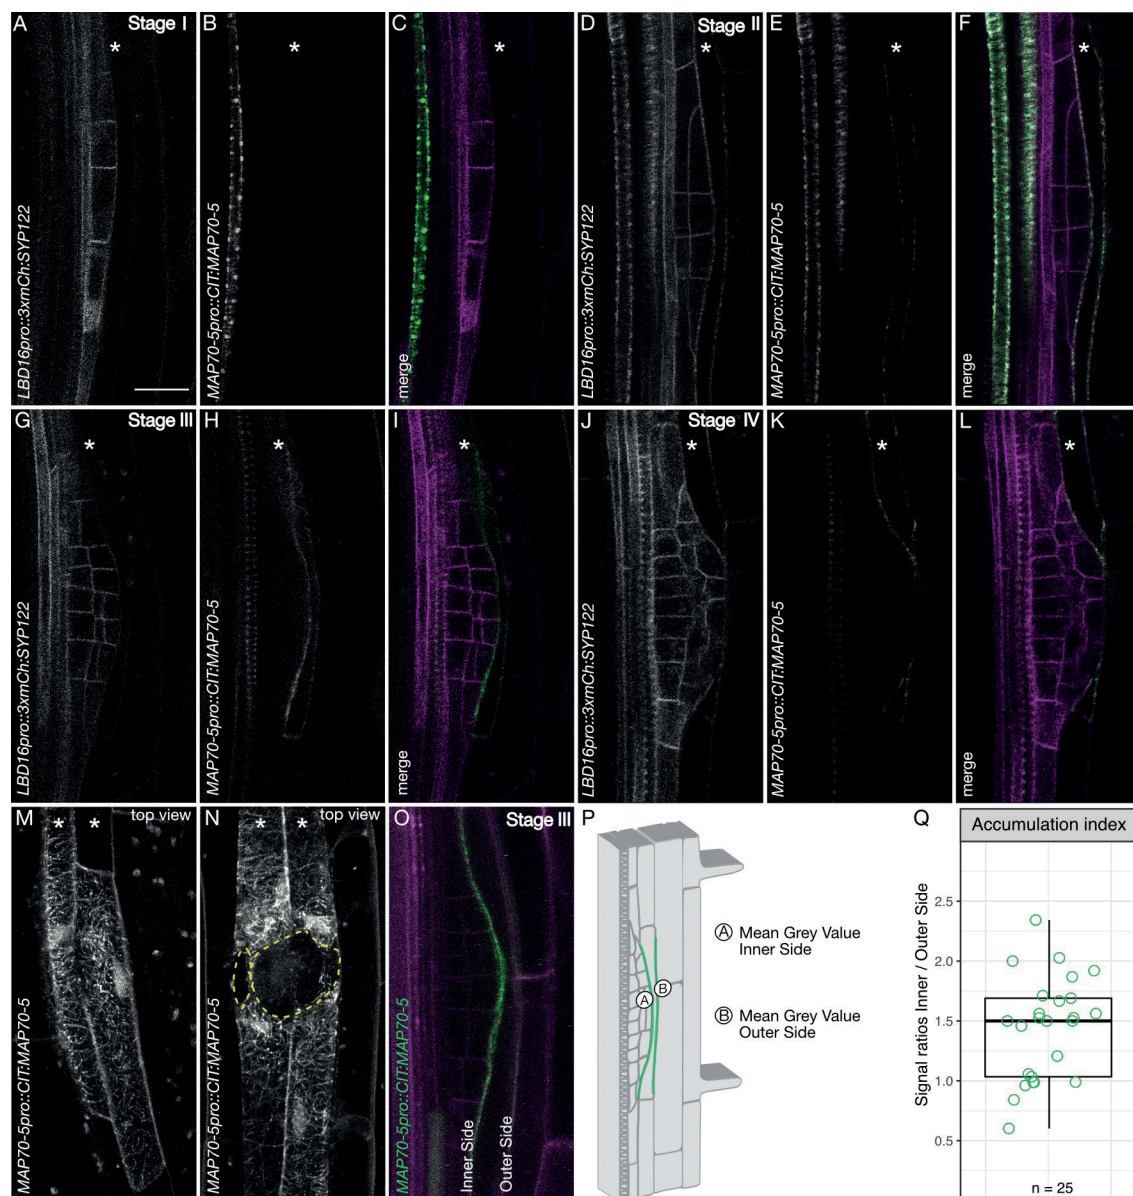 A
Stage I
B
C
D
Stage II
E
F
*
*
*
*
*
*
LBD16pro::3xmCh:SYP122
MAP70-5pro::CIT:MAP70-5
merge
LBD16pro::3xmCh:SYP122
MAP70-5pro::CIT:MAP70-5
merge
G
Stage III
H
I
J
Stage IV
K
L
*
*
*
*
*
*
LBD16pro::3xmCh:SYP122
MAP70-5pro::CIT:MAP70-5
merge
LBD16pro::3xmCh:SYP122
MAP70-5pro::CIT:MAP70-5
merge
M
top view
* *
MAP70-5pro::CIT:MAP70-5
N
top view
* *
MAP70-5pro::CIT:MAP70-5
O
Stage III
MAP70-5pro::CIT:MAP70-5
Inner Side
Outer Side
P
A
B
A Mean Grey Value
Inner Side
B Mean Grey Value
Outer Side
Q
Accumulation index
Signal ratios Inner / Outer Side
2.5
2.0
1.5
1.0
0.5
n = 25